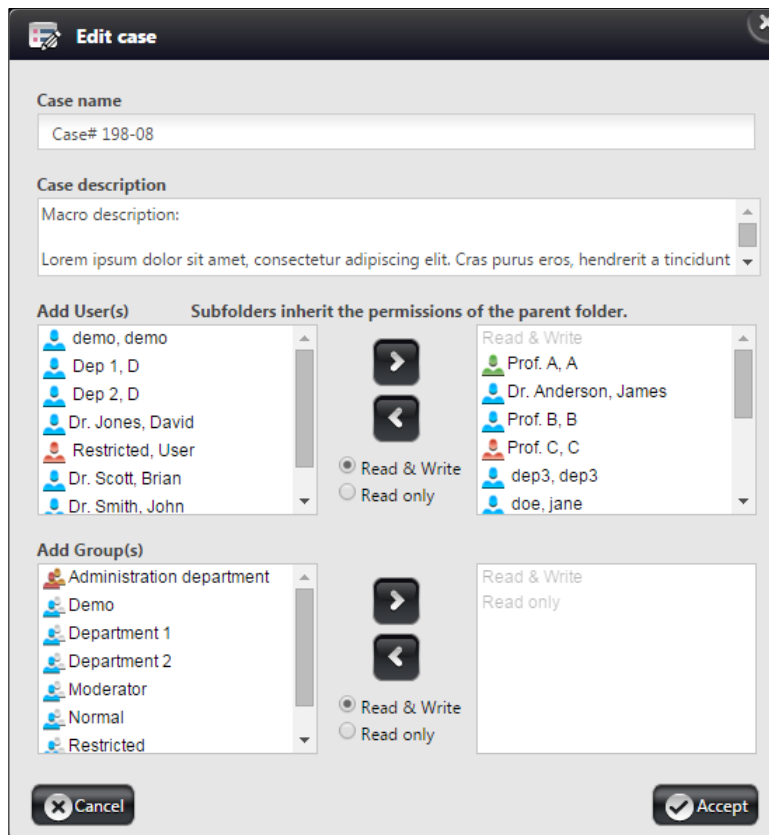 Edit case
Case name
Case# 198-08
Case description
Macro description:
Lorem ipsum dolor sit amet, consectetur adipiscing elit. Cras purus eros, hendrerit a tincidunt
Add User(s) Subfolders inherit the permissions of the parent folder.
demo, demo
Dep 1, D
Dep 2, D
Dr. Jones, David
Restricted, User
Dr. Scott, Brian
Dr. Smith, John
Read & Write
Read only
Read & Write
Prof. A, A
Dr. Anderson, James
Prof. B, B
Prof. C, C
dep3, dep3
doe, jane
Add Group(s)
Administration department
Demo
Department 1
Department 2
Moderator
Normal
Restricted
Read & Write
Read only
Read & Write
Read only
Cancel
Accept